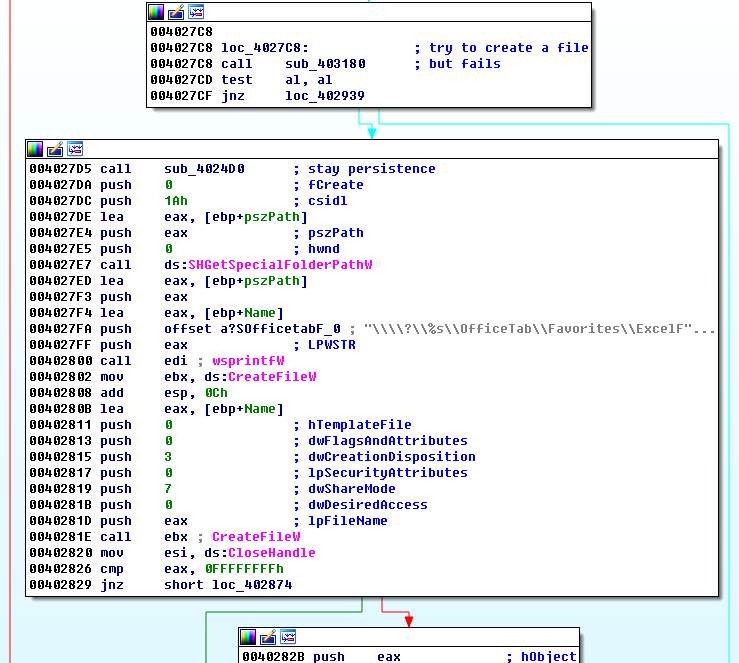 004027C8
004027C8 loc_4027C8: ; try to create a file
004027C8 call sub_403180 ; but fails
004027CD test al, al
004027CF jnz loc_402939
004027D5 call sub_4024D0 ; stay persistence
004027DA push 0 ; fCreate
004027DC push 1Ah ; csidl
004027DE lea eax, [ebp+pszPath]
004027E4 push eax ; pszPath
004027E5 push 0 ; hwnd
004027E7 call ds:SHGetSpecialFolderPathW
004027ED lea eax, [ebp+pszPath]
004027F3 push eax
004027F4 lea eax, [ebp+Name]
004027FA push offset a?SOfficetabF_0 ; "\\\\?\\%s\\OfficeTab\\Favorites\\ExcelF"...
004027FF push eax ; LPWSTR
00402800 call edi ; wsprintfW
00402802 mov ebx, ds:CreateFileW
00402808 add esp, 0Ch
0040280B lea eax, [ebp+Name]
00402811 push 0 ; hTemplateFile
00402813 push 0 ; dwFlagsAndAttributes
00402815 push 3 ; dwCreationDisposition
00402817 push 0 ; lpSecurityAttributes
00402819 push 7 ; dwShareMode
0040281B push 0 ; dwDesiredAccess
0040281D push eax ; lpFileName
0040281E call ebx ; CreateFileW
00402820 mov esi, ds:CloseHandle
00402826 cmp eax, 0FFFFFFFFh
00402829 jnz short loc_402874
0040282B push eax ; hObject